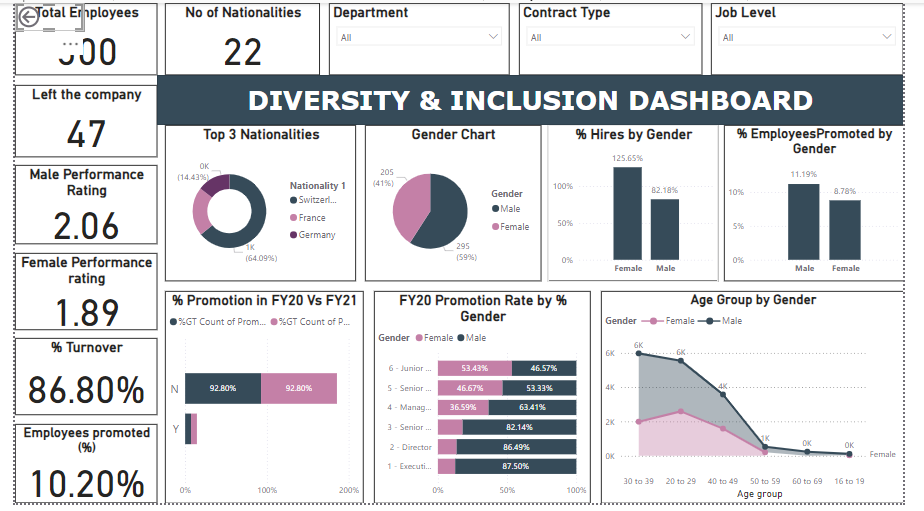 Total Employees
500
No of Nationalities
22
Department
All
Contract Type
All
Job Level
All
DIVERSITY & INCLUSION DASHBOARD
Left the company
47
Male Performance
Rating
2.06
Female Performance
rating
1.89
% Turnover
86.80%
Employees promoted
(%)
10.20%
Top 3 Nationalities
0K
(14.43%)
1K
(64.09%)
Nationality 1
Switzerl...
France
Germany
Gender Chart
205
(41%)
295
(59%)
Gender
Male
Female
% Hires by Gender
125.65%
82.18%
100%
50%
0%
Female Male
% EmployeesPromoted by
Gender
11.19%
8.78%
10%
5%
0%
Male Female
% Promotion in FY20 Vs FY21
%GT Count of Prom... %GT Count of P...
N 92.80% 92.80%
Y
0% 100% 200%
FY20 Promotion Rate by %
Gender
Gender Female Male
6 - Junior ... 53.43% 46.57%
5 - Senior ... 46.67% 53.33%
4 - Manag... 36.59% 63.41%
3 - Senior ... 82.14%
2 - Director 86.49%
1 - Executi... 87.50%
0% 50% 100%
Age Group by Gender
Gender Female Male
6K
4K
2K
0K
6K
6K
4K
1K
0K
0K
Female
30 to 39 20 to 29 40 to 49 50 to 59 60 to 69 16 to 19
Age group